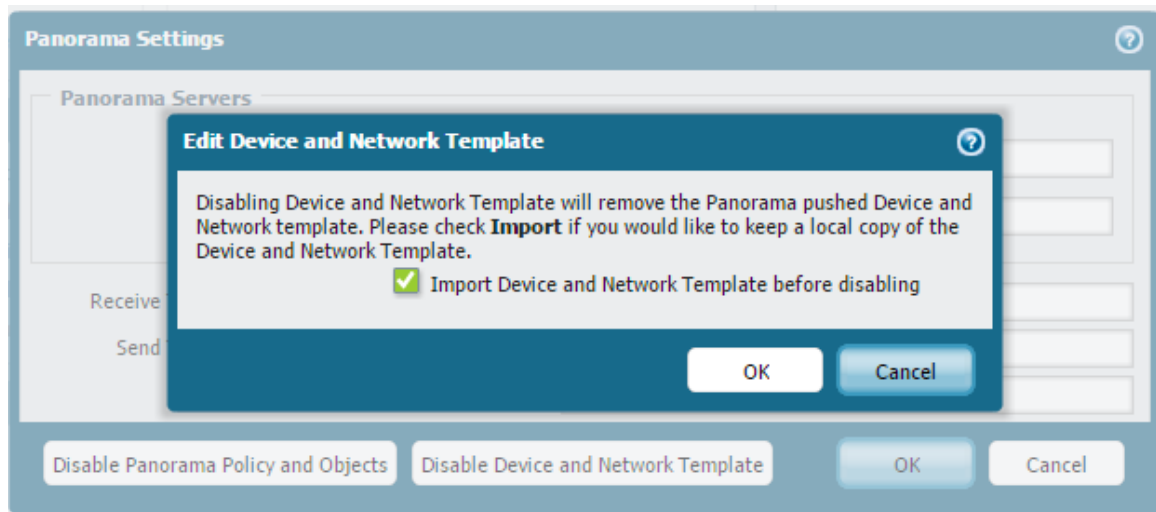 Panorama Settings
Panorama Servers
Edit Device and Network Template
Disabling Device and Network Template will remove the Panorama pushed Device and
Network template. Please check Import if you would like to keep a local copy of the
Device and Network Template.
Import Device and Network Template before disabling
Receive
Send
OK Cancel
Disable Panorama Policy and Objects Disable Device and Network Template OK Cancel